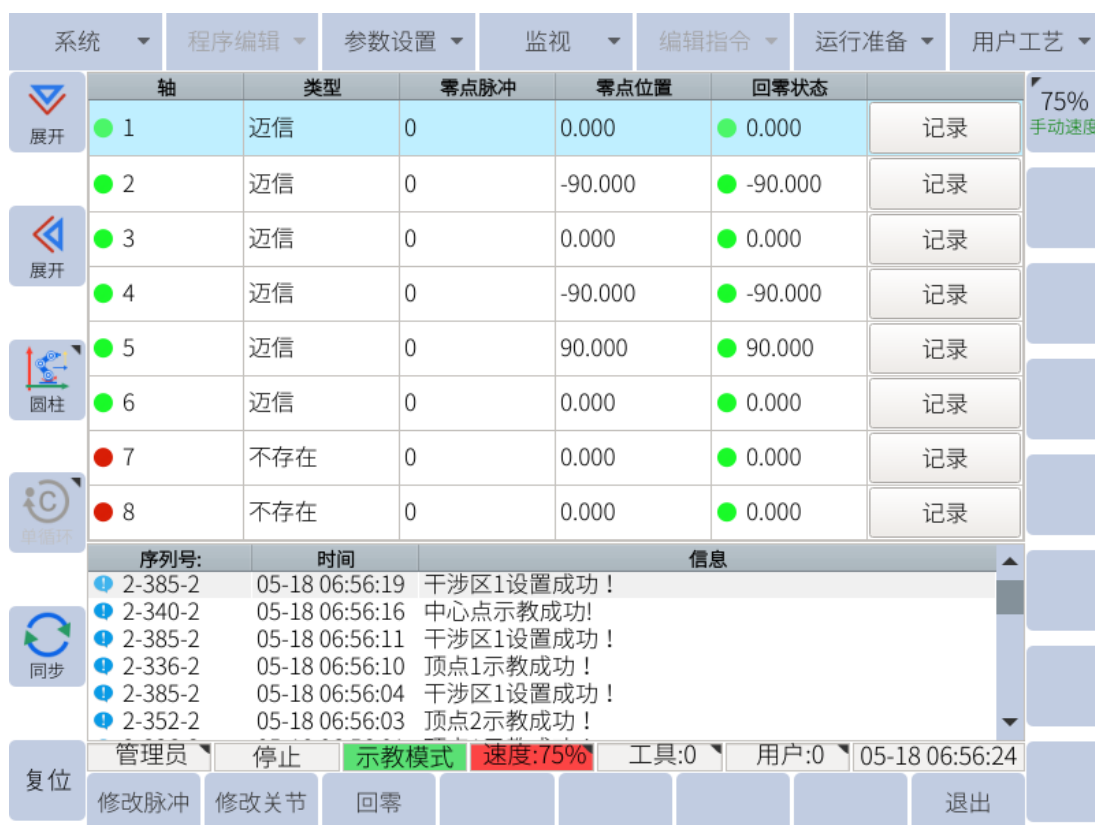 系统 程序编辑 参数设置 监视 编辑指令 运行准备 用户工艺
轴 类型 零点脉冲 零点位置 回零状态
展开
1 迈信 0 0.000 0.000 记录
75%
手动速度
2 迈信 0 -90.000 -90.000 记录
展开
3 迈信 0 0.000 0.000 记录
4 迈信 0 -90.000 -90.000 记录
圆柱
5 迈信 0 90.000 90.000 记录
6 迈信 0 0.000 0.000 记录
7 不存在 0 0.000 0.000 记录
单循环
8 不存在 0 0.000 0.000 记录
序列号: 时间 信息
2-385-2 05-18 06:56:19 干涉区1设置成功！
2-340-2 05-18 06:56:16 中心点示教成功!
2-385-2 05-18 06:56:11 干涉区1设置成功！
同步
2-336-2 05-18 06:56:10 顶点1示教成功！
2-385-2 05-18 06:56:04 干涉区1设置成功！
2-352-2 05-18 06:56:03 顶点2示教成功！
管理员 停止 示教模式 速度:75% 工具:0 用户:0 05-18 06:56:24
复位
修改脉冲 修改关节 回零 退出